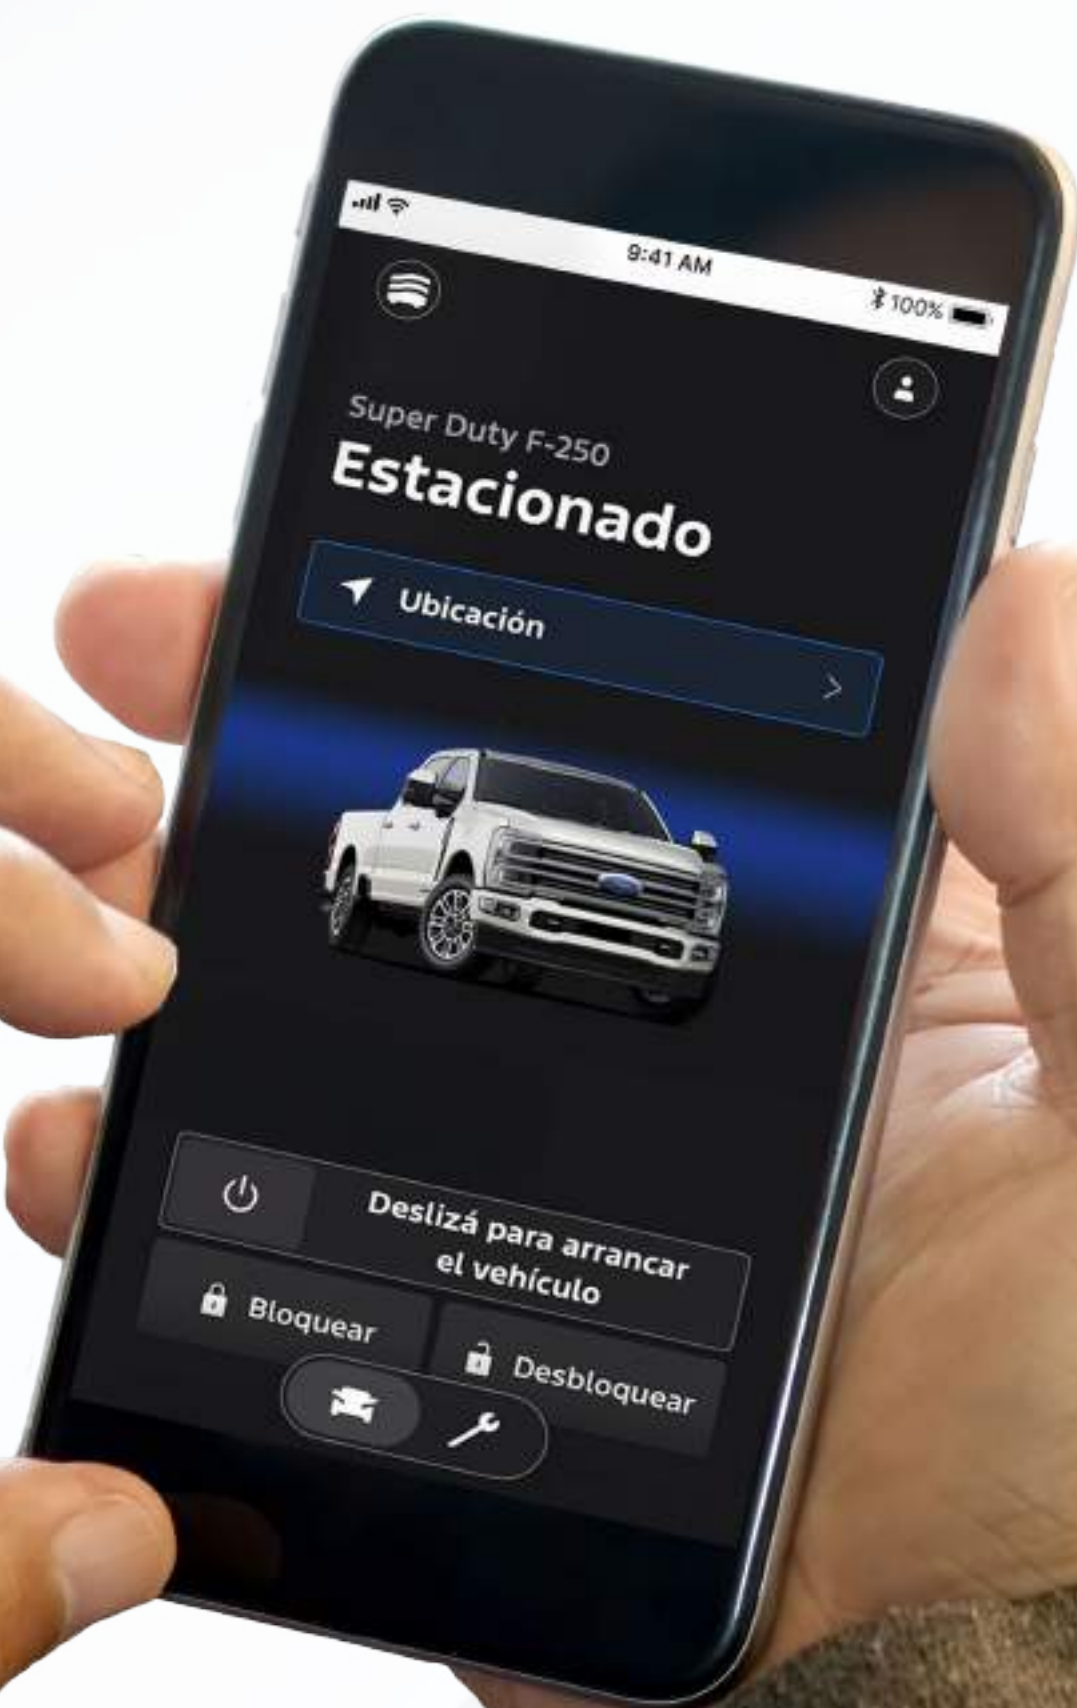 9:41 AM
100%
Super Duty F-250
Estacionado
Ubicación
Deslizá para arrancar
el vehículo
Bloquear
Desbloquear